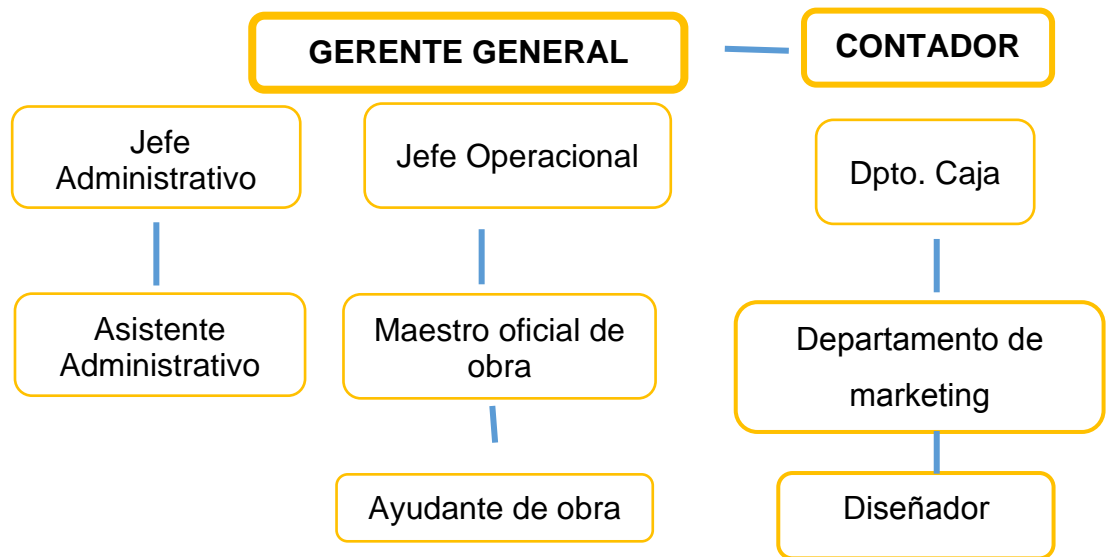 GERENTE GENERAL
CONTADOR
Jefe
Administrativo
Jefe Operacional
Dpto. Caja
Asistente
Administrativo
Maestro oficial de
obra
Departamento de
marketing
Ayudante de obra
Diseñador